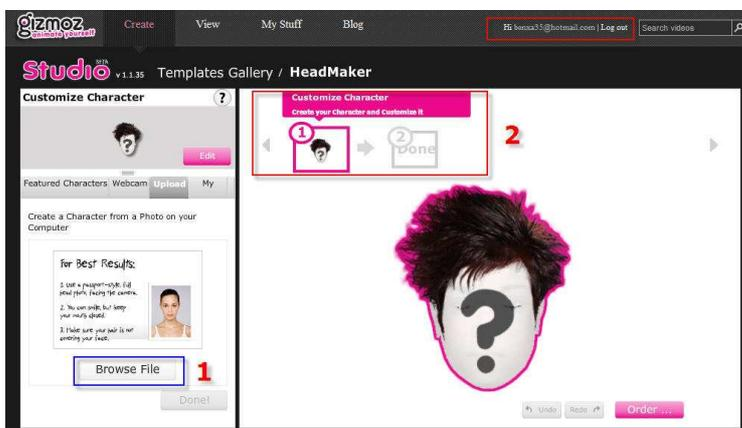 gizmoz
animate yourself
Create
View
My Stuff
Blog
Hi benxa35@hotmail.com | Log out
Search videos
Studio BETA v 1.1.35 Templates Gallery / HeadMaker
Customize Character
?
Edit
Featured Characters Webcam Upload My
Create a Character from a Photo on your
Computer
For Best Results:
1. Use a passport-style, full
head photo, facing the camera.
2. You can smile, but keep
your mouth closed.
3. Make sure your hair is not
covering your face.
Browse File
1
Done!
Customize Character
Create your Character and Customize it
1
?
2
Done
2
?
Undo
Redo
Order ...